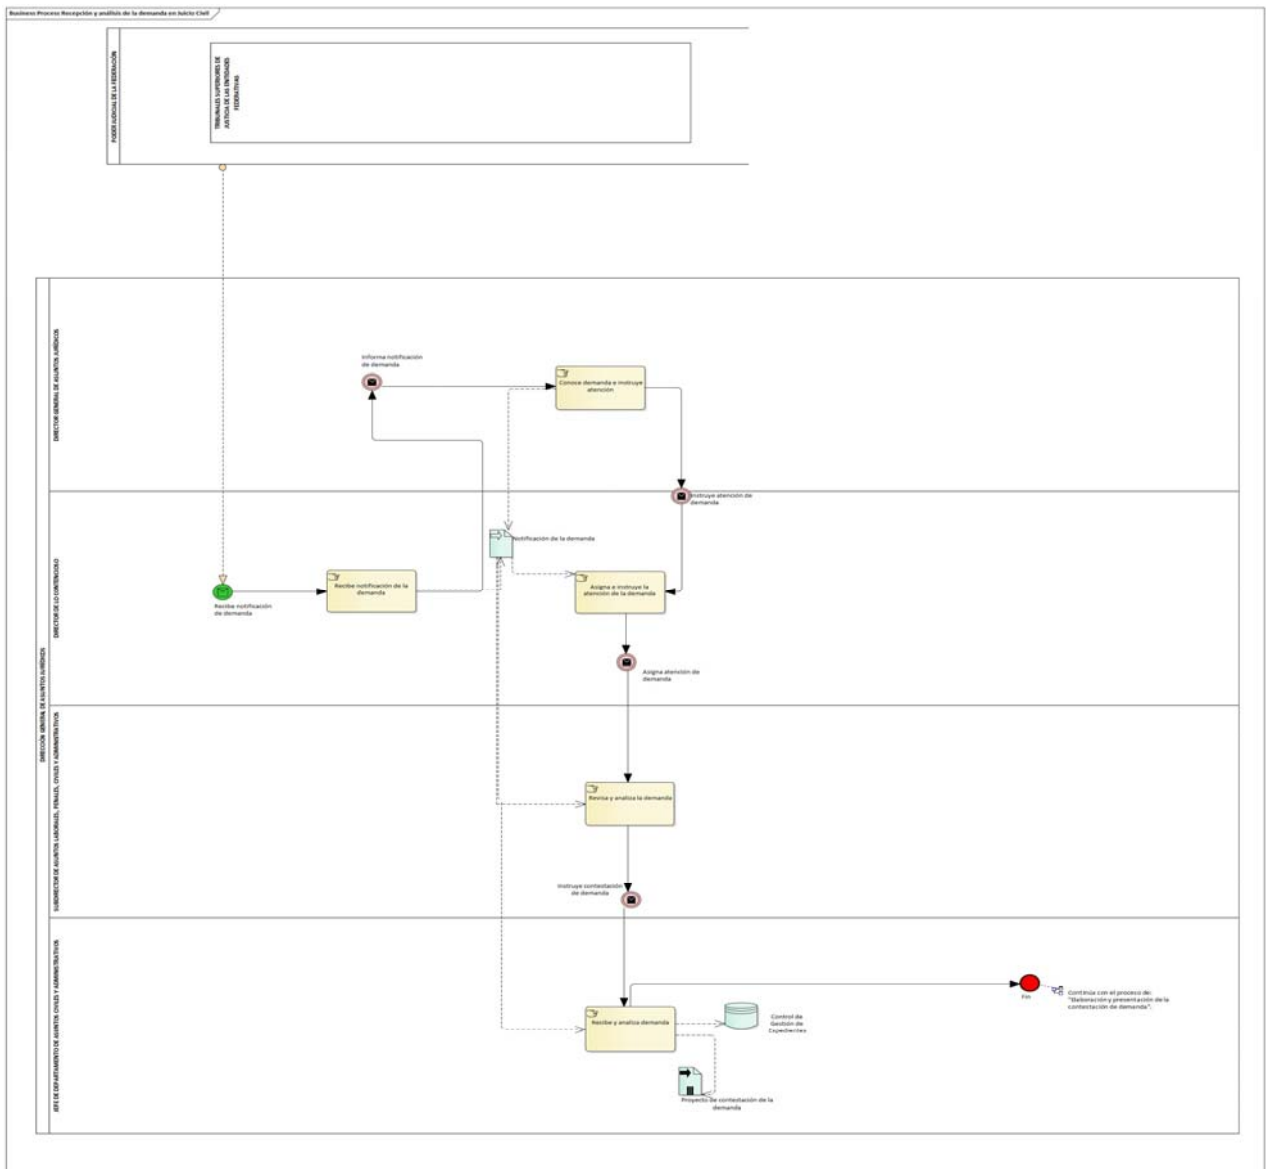 Business Process Recepción y análisis de la demanda en Juicio Civil
PODER JUDICIAL DE LA FEDERACIÓN
TRIBUNALES SUPERIORES DE
JUSTICIA DE LAS ENTIDADES
FEDERATIVAS
DIRECCIÓN GENERAL DE ASUNTOS JURÍDICOS
DIRECTOR GENERAL DE ASUNTOS JURÍDICOS
Informa notificación
de demanda
Conoce demanda e instruye
atención
Instruye atención de
demanda
DIRECTOR DE LO CONTENCIOSO
Notificación de la demanda
Recibe notificación
de demanda
Recibe notificación de la
demanda
Asigna e instruye la
atención de la demanda
Asigna atención de
demanda
SUBDIRECTOR DE ASUNTOS LABORALES, PENALES, CIVILES Y ADMINISTRATIVOS
Revisa y analiza la demanda
Instruye contestación
de demanda
JEFE DE DEPARTAMENTO DE ASUNTOS CIVILES Y ADMINISTRATIVOS
Fin
Continúa con el proceso de:
"Elaboración y presentación de la
contestación de demanda".
Recibe y analiza demanda
Control de
Gestión de
Expedientes
Proyecto de contestación de la
demanda